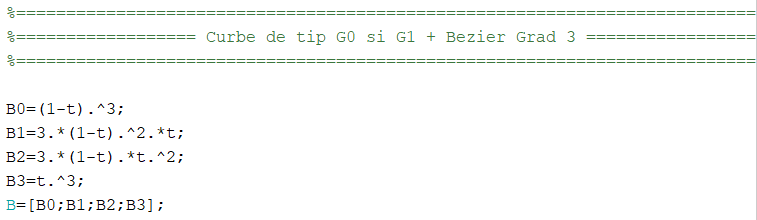 %==========================================================================
%================== Curbe de tip G0 si G1 + Bezier Grad 3 =================
%==========================================================================
B0=(1-t).^3;
B1=3.*(1-t).^2.*t;
B2=3.*(1-t).*t.^2;
B3=t.^3;
B=[B0;B1;B2;B3];